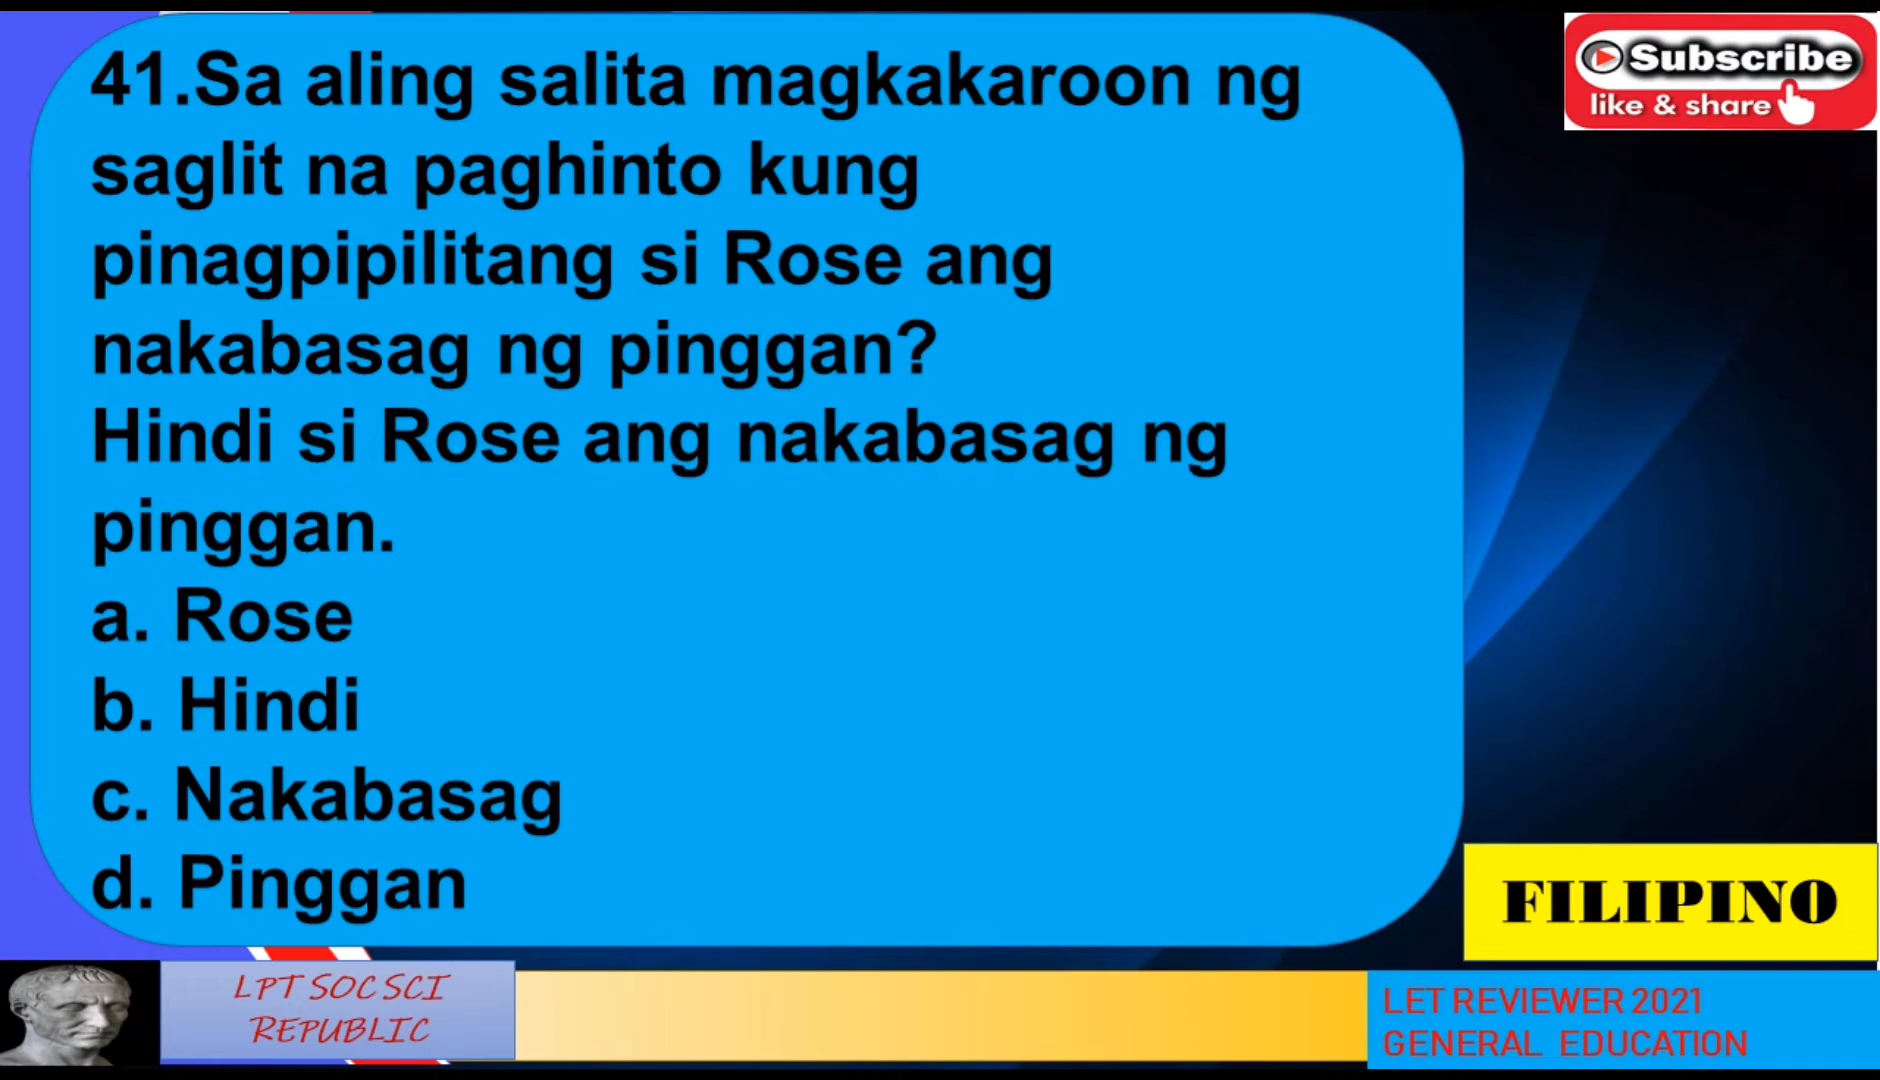 41.Sa aling salita magkakaroon ng
saglit na paghinto kung
pinagpipilitang si Rose ang
nakabasag ng pinggan?
Hindi si Rose ang nakabasag ng
pinggan.
a. Rose
b. Hindi
c. Nakabasag
d. Pinggan
Subscribe
like & share
FILIPINO
LPT SOCSCI
REPUBLIC
LET REVIEWER 2021
GENERAL EDUCATION